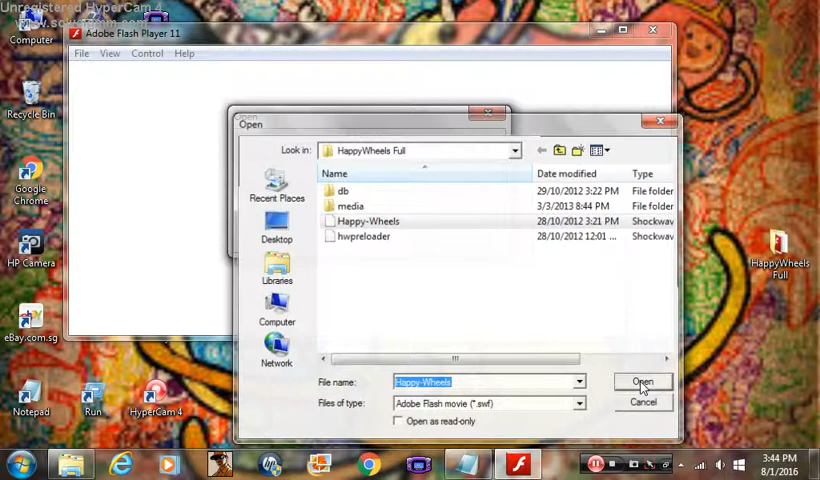 Unregistered HyperCam 4
www.solveigmm.com
Computer
Recycle Bin
Google
Chrome
HP Camera
eBay.com.sg
Notepad
Run
HyperCam 4
HappyWheels
Full
Adobe Flash Player 11
File View Control Help
Open
Open
Look in:
HappyWheels Full
Name
Date modified
Type
db
29/10/2012 3:22 PM
File folder
media
3/3/2013 8:44 PM
File folder
Happy-Wheels
28/10/2012 3:21 PM
Shockwav
hwpreloader
28/10/2012 12:01 ...
Shockwav
Recent Places
Desktop
Libraries
Computer
Network
File name:
Happy-Wheels
Open
Files of type:
Adobe Flash movie (*.swf)
Cancel
Open as read-only
3:44 PM
8/1/2016